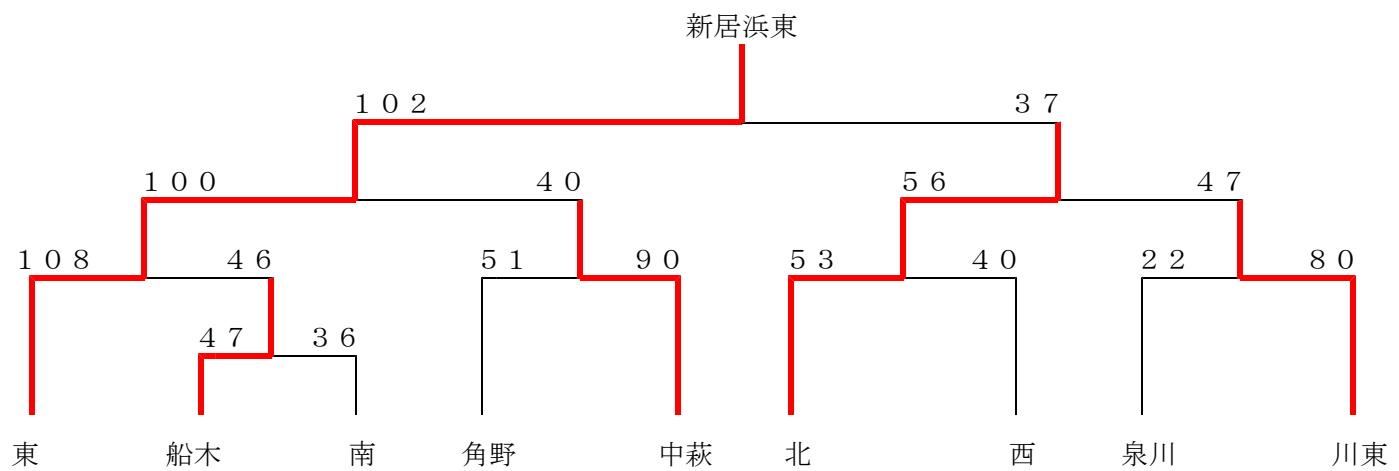 新居浜東
１０２ ３７
１００ ４０ ５６ ４７
１０８ ４６ ５１ ９０ ５３ ４０ ２２ ８０
４７ ３６
東 船木 南 角野 中萩 北 西 泉川 川東